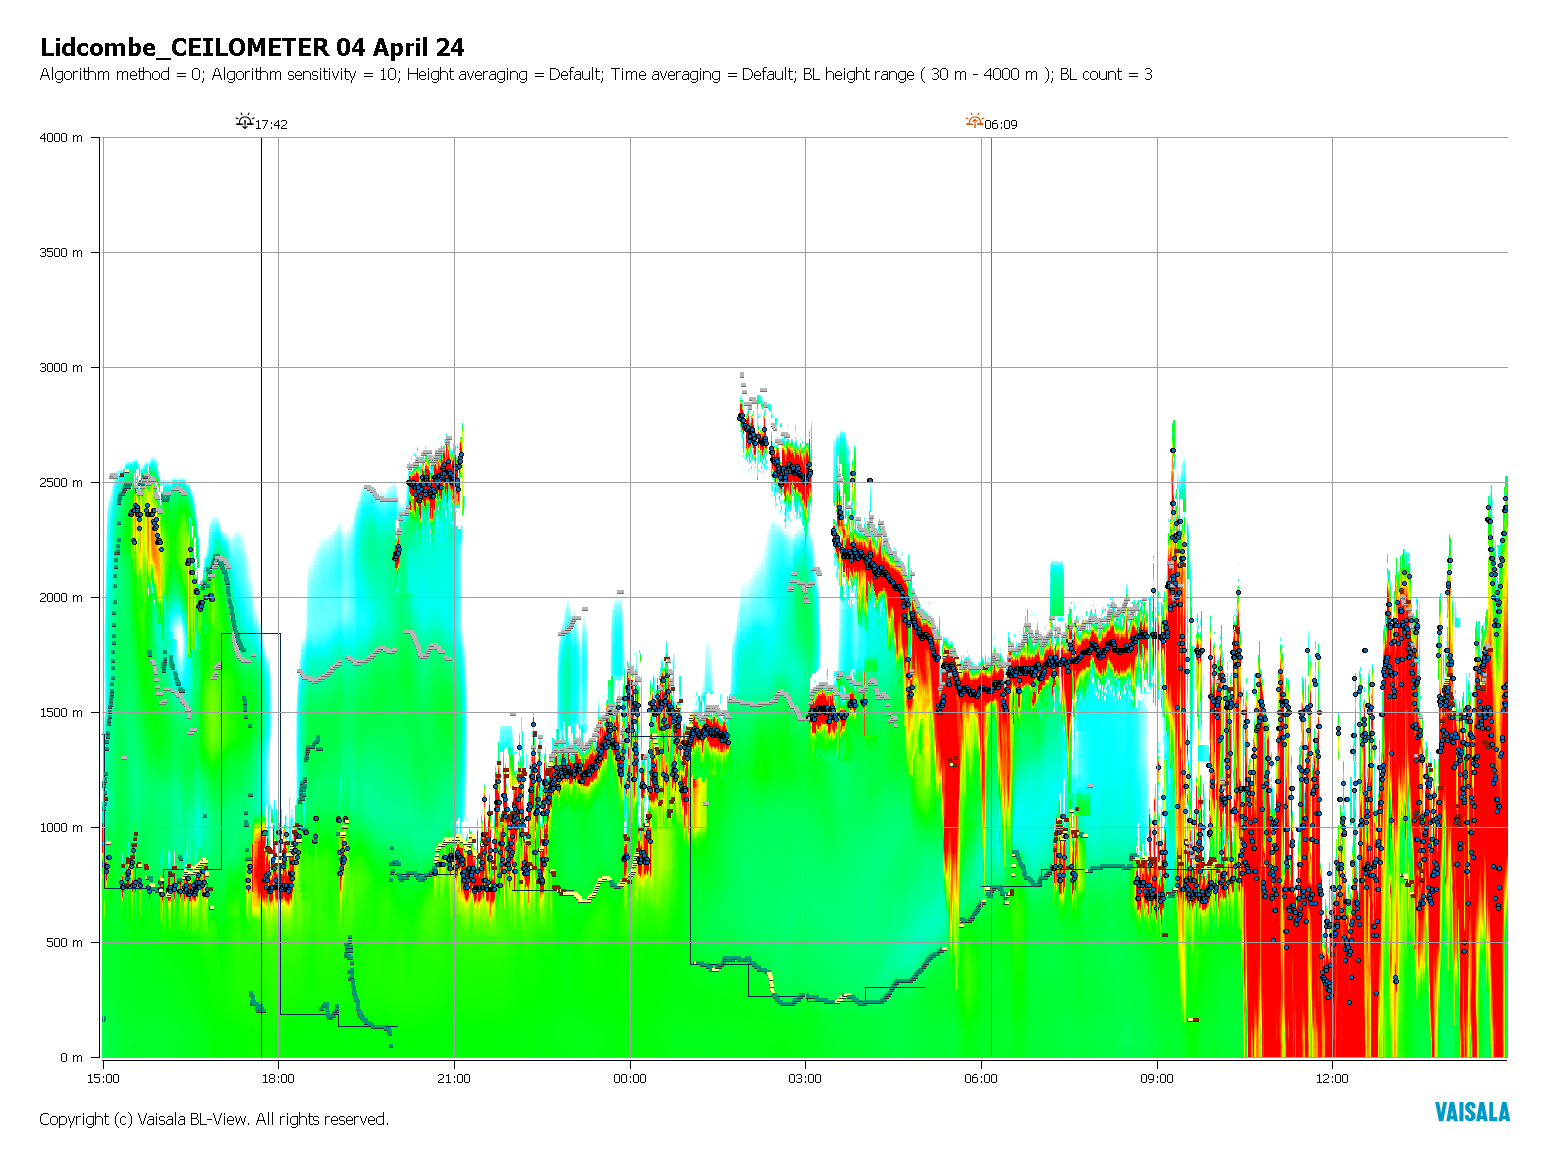 Lidcombe_CEILOMETER 04 April 24
Algorithm method = 0; Algorithm sensitivity = 10; Height averaging = Default; Time averaging = Default; BL height range ( 30 m - 4000 m ); BL count = 3
17:42 06:09
4000 m
3500 m
3000 m
2500 m
2000 m
1500 m
1000 m
500 m
0 m
15:00 18:00 21:00 00:00 03:00 06:00 09:00 12:00
Copyright (c) Vaisala BL-View. All rights reserved.
VAISALA